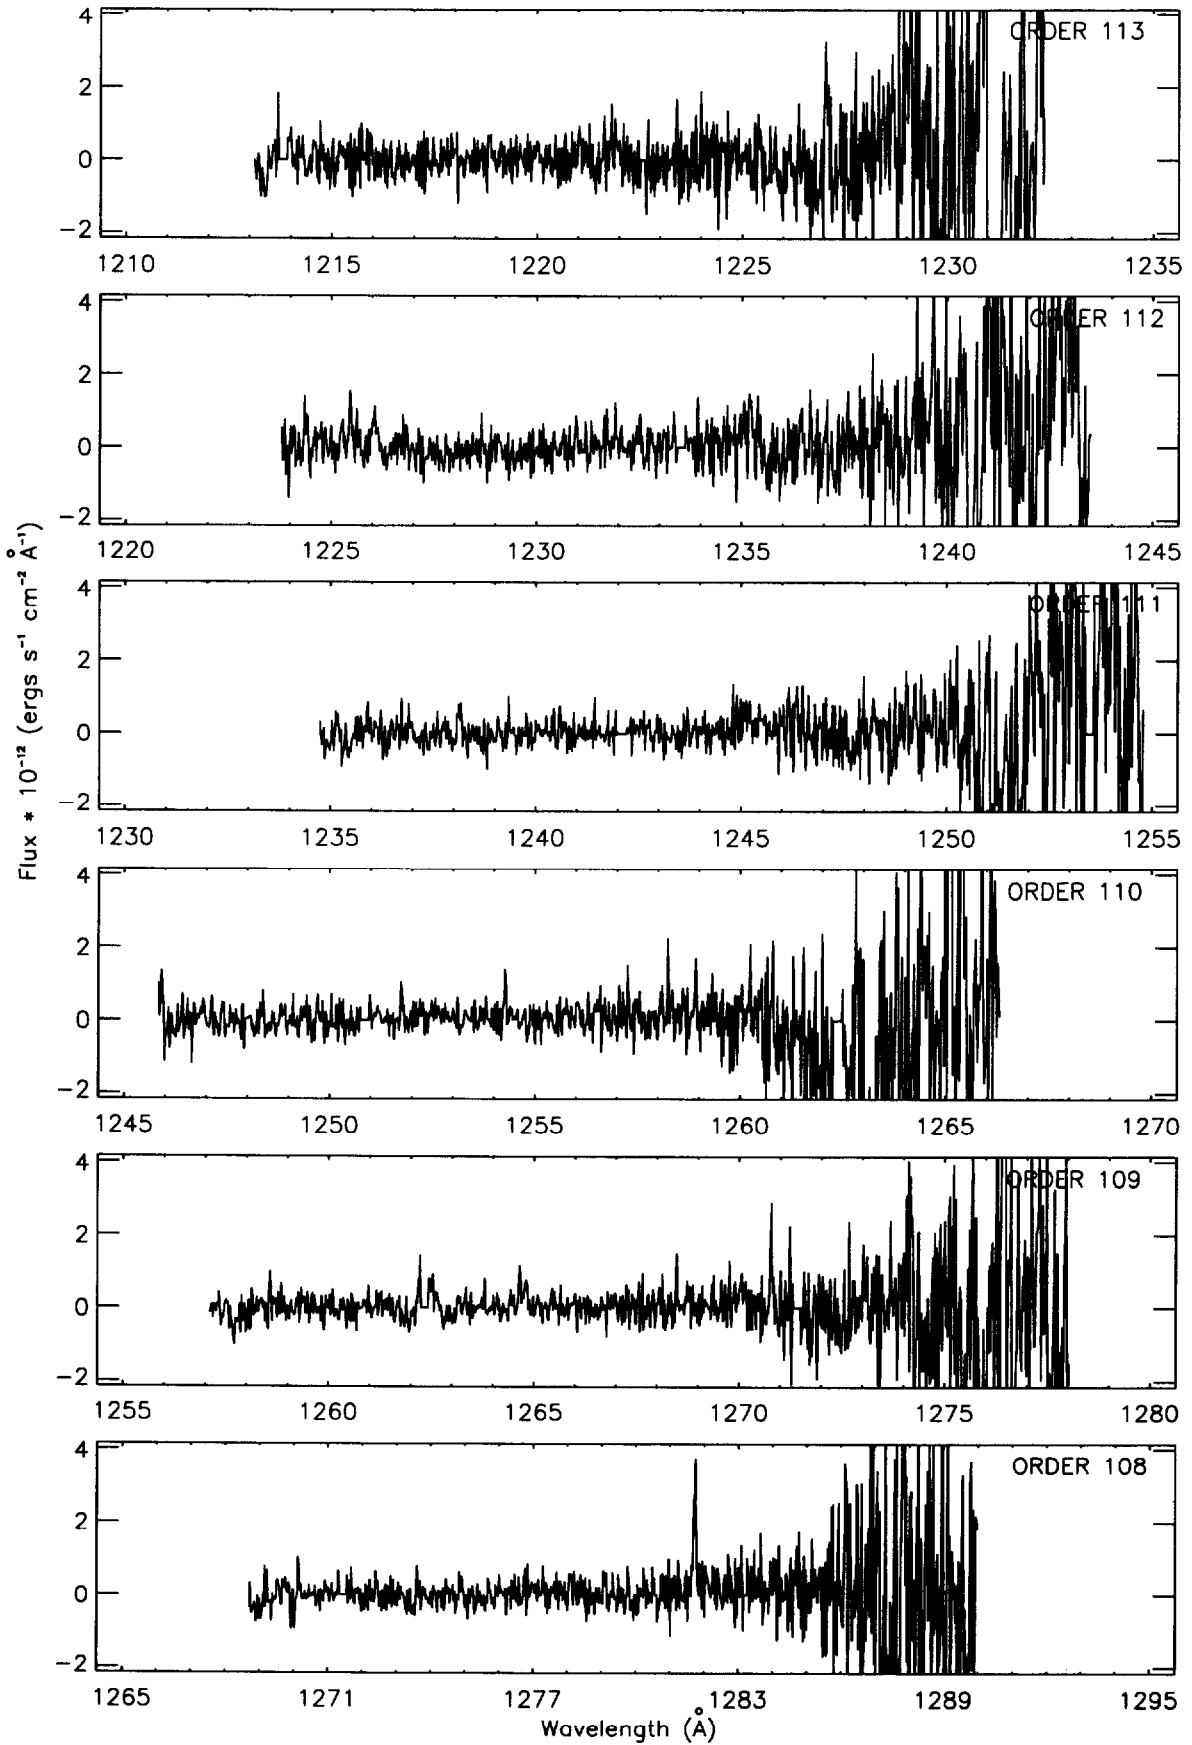 4
2
0
−2
ORDER 113
1210 1215 1220 1225 1230 1235
4
2
0
−2
ORDER 112
1220 1225 1230 1235 1240 1245
4
2
0
−2
ORDER 111
1230 1235 1240 1245 1250 1255
Flux * 10⁻¹² (ergs s⁻¹ cm⁻² Å⁻¹)
4
2
0
−2
ORDER 110
1245 1250 1255 1260 1265 1270
4
2
0
−2
ORDER 109
1255 1260 1265 1270 1275 1280
4
2
0
−2
ORDER 108
1265 1271 1277 1283 1289 1295
Wavelength (Å)